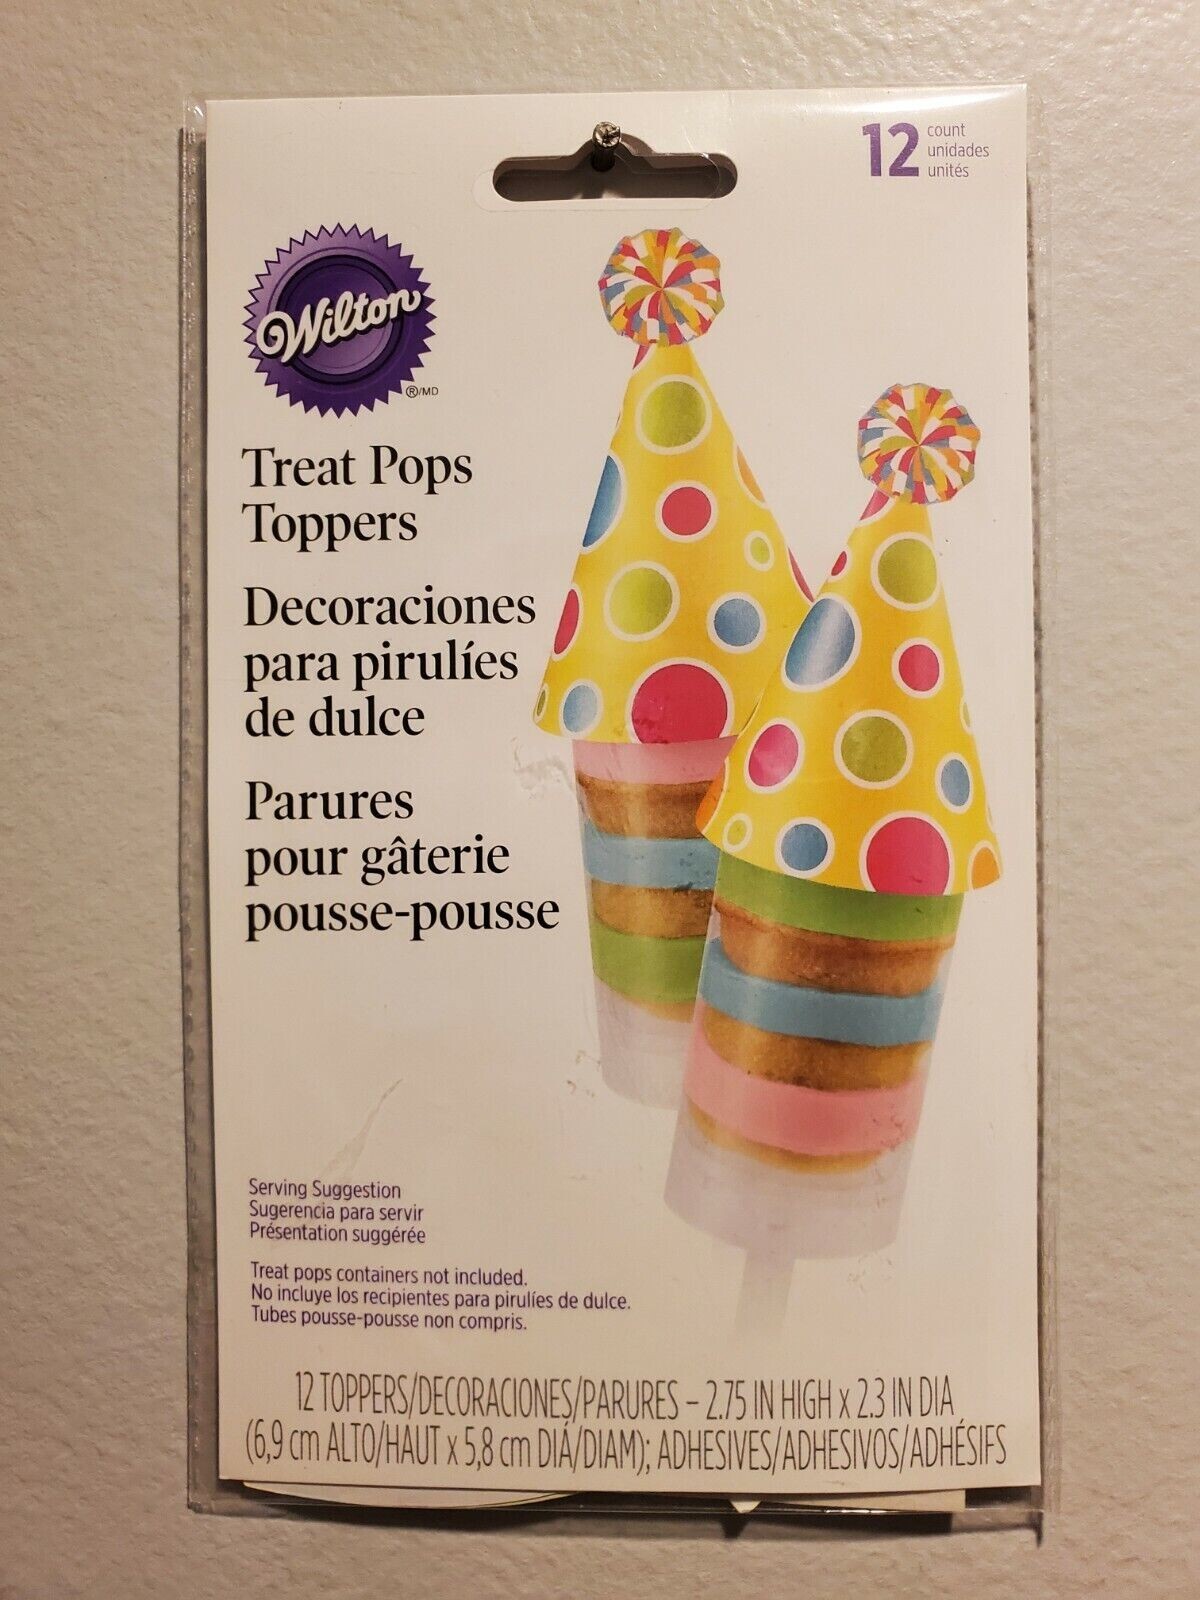 12 count
unidades
unités
Wilton
®/MD
Treat Pops
Toppers
Decoraciones
para pirulíes
de dulce
Parures
pour gâterie
pousse-pousse
Serving Suggestion
Sugerencia para servir
Présentation suggérée
Treat pops containers not included.
No incluye los recipientes para pirulíes de dulce.
Tubes pousse-pousse non compris.
12 TOPPERS/DECORACIONES/PARURES – 2.75 IN HIGH x 2.3 IN DIA
(6,9 cm ALTO/HAUT x 5,8 cm DIÁ/DIAM); ADHESIVES/ADHESIVOS/ADHÉSIFS